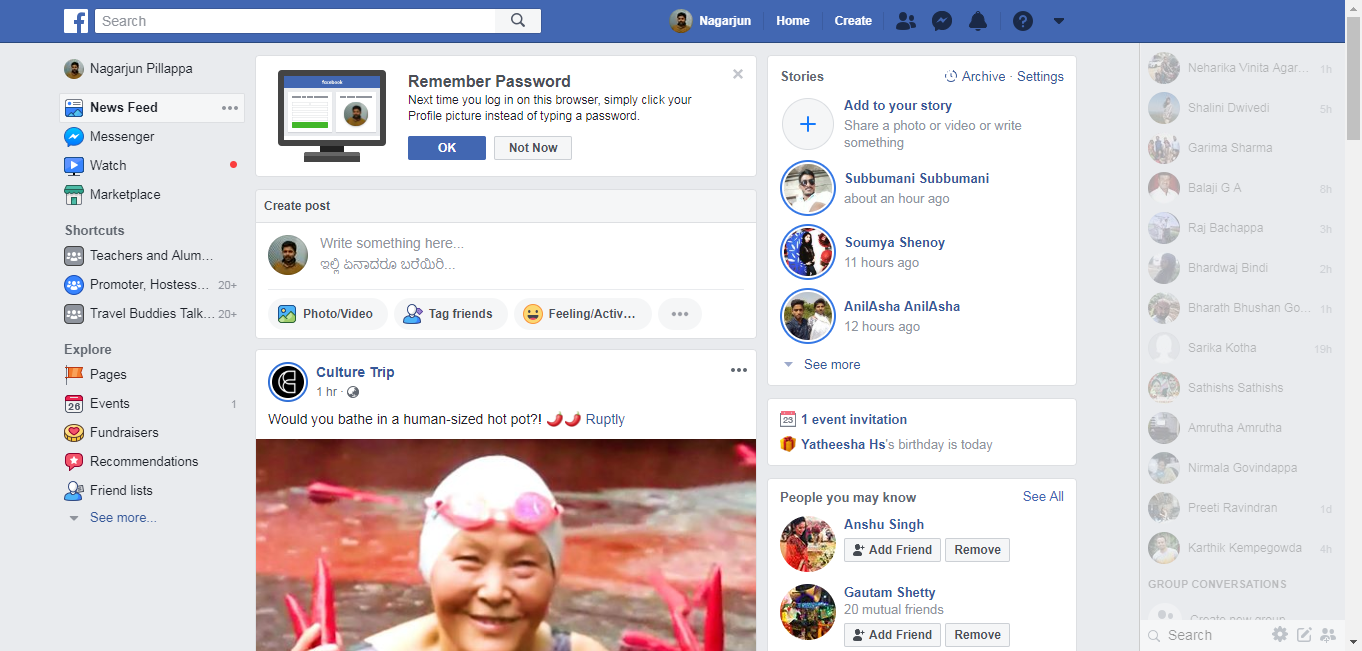 Search
Nagarjun
Home
Create
Nagarjun Pillappa
News Feed
Messenger
Watch
Marketplace
Shortcuts
Teachers and Alum...
Promoter, Hostess... 20+
Travel Buddies Talk... 20+
Explore
Pages
26 Events 1
Fundraisers
Recommendations
Friend lists
See more...
facebook
Remember Password
Next time you log in on this browser, simply click your
Profile picture instead of typing a password.
OK
Not Now
Create post
Write something here...
ಇಲ್ಲಿ ಏನಾದರೂ ಬರೆಯಿರಿ...
Photo/Video
Tag friends
Feeling/Activ...
Culture Trip
1 hr ·
Would you bathe in a human-sized hot pot?! 🌶️🌶️ Ruptly
Stories
Archive · Settings
Add to your story
Share a photo or video or write
something
Subbumani Subbumani
about an hour ago
Soumya Shenoy
11 hours ago
AnilAsha AnilAsha
12 hours ago
See more
23 1 event invitation
Yatheesha Hs's birthday is today
People you may know
See All
Anshu Singh
Add Friend
Remove
Gautam Shetty
20 mutual friends
Add Friend
Remove
Neharika Vinita Agar... 1h
Shalini Dwivedi 5h
Garima Sharma
Balaji G A 8h
Raj Bachappa 3h
Bhardwaj Bindi 2h
Bharath Bhushan Go... 1h
Sarika Kotha 19h
Sathishs Sathishs
Amrutha Amrutha
Nirmala Govindappa
Preeti Ravindran 1d
Karthik Kempegowda 4h
GROUP CONVERSATIONS
Create new group
Search